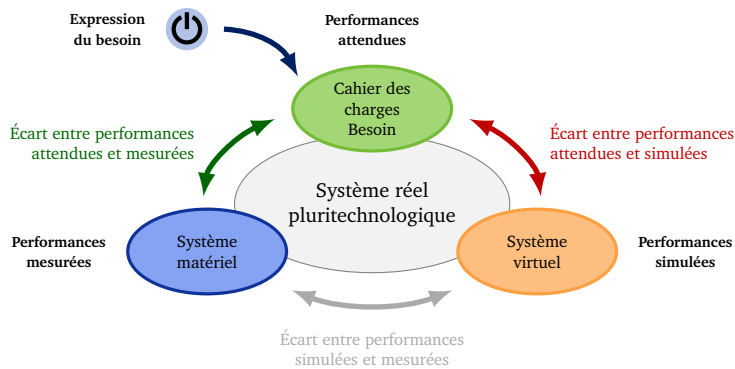 Expression
du besoin
Performances
attendues
Cahier des
charges
Besoin
Écart entre performances
attendues et mesurées
Écart entre performances
attendues et simulées
Système réel
pluritechnologique
Performances
mesurées
Système
matériel
Système
virtuel
Performances
simulées
Écart entre performances
simulées et mesurées